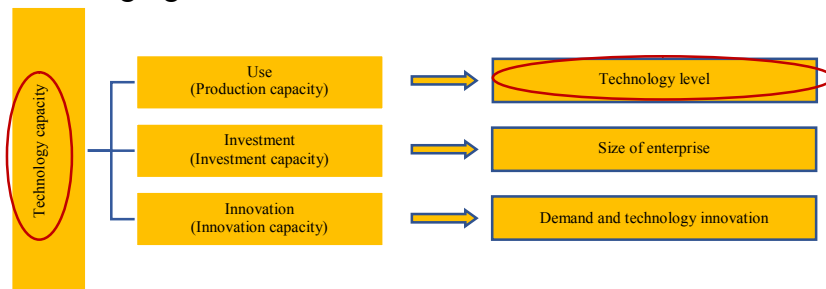 Technology capacity
Use
(Production capacity)
Technology level
Investment
(Investment capacity)
Size of enterprise
Innovation
(Innovation capacity)
Demand and technology innovation